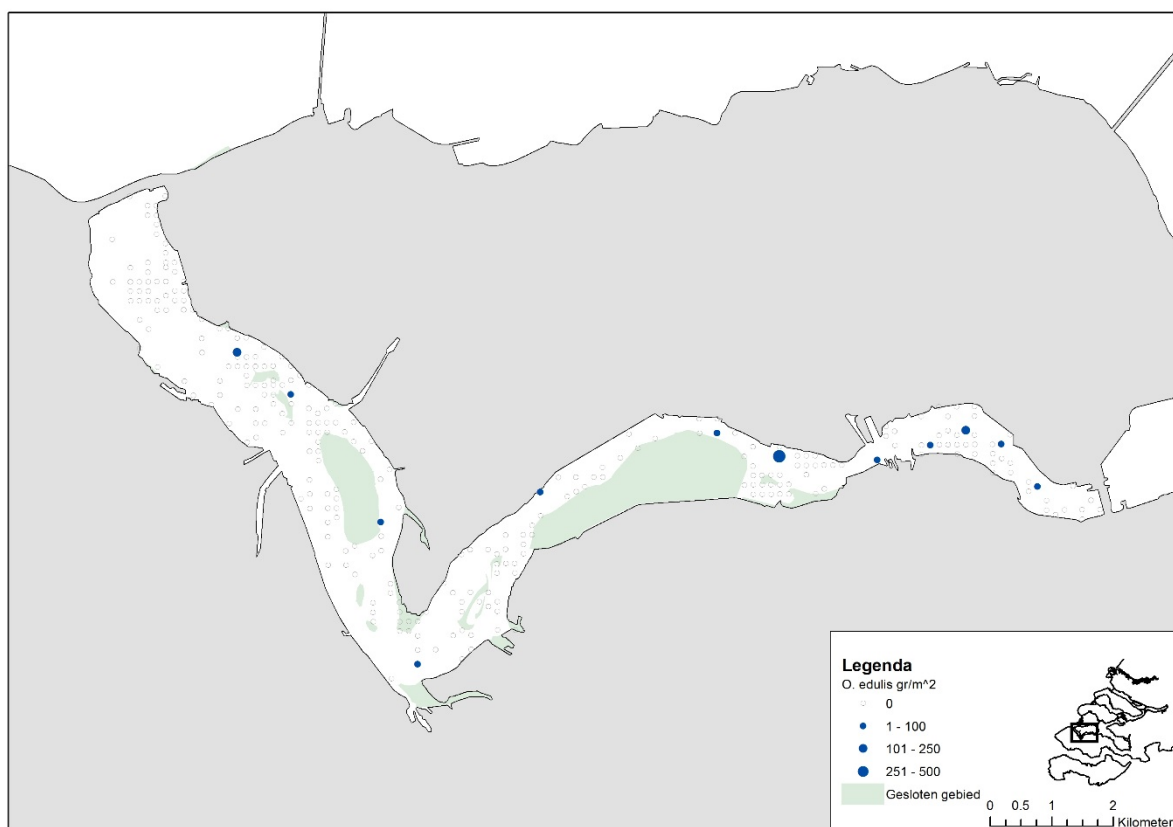 Legenda
O. edulis gr/m^2
0
1 - 100
101 - 250
251 - 500
Gesloten gebied
0 0.5 1 2
Kilometer